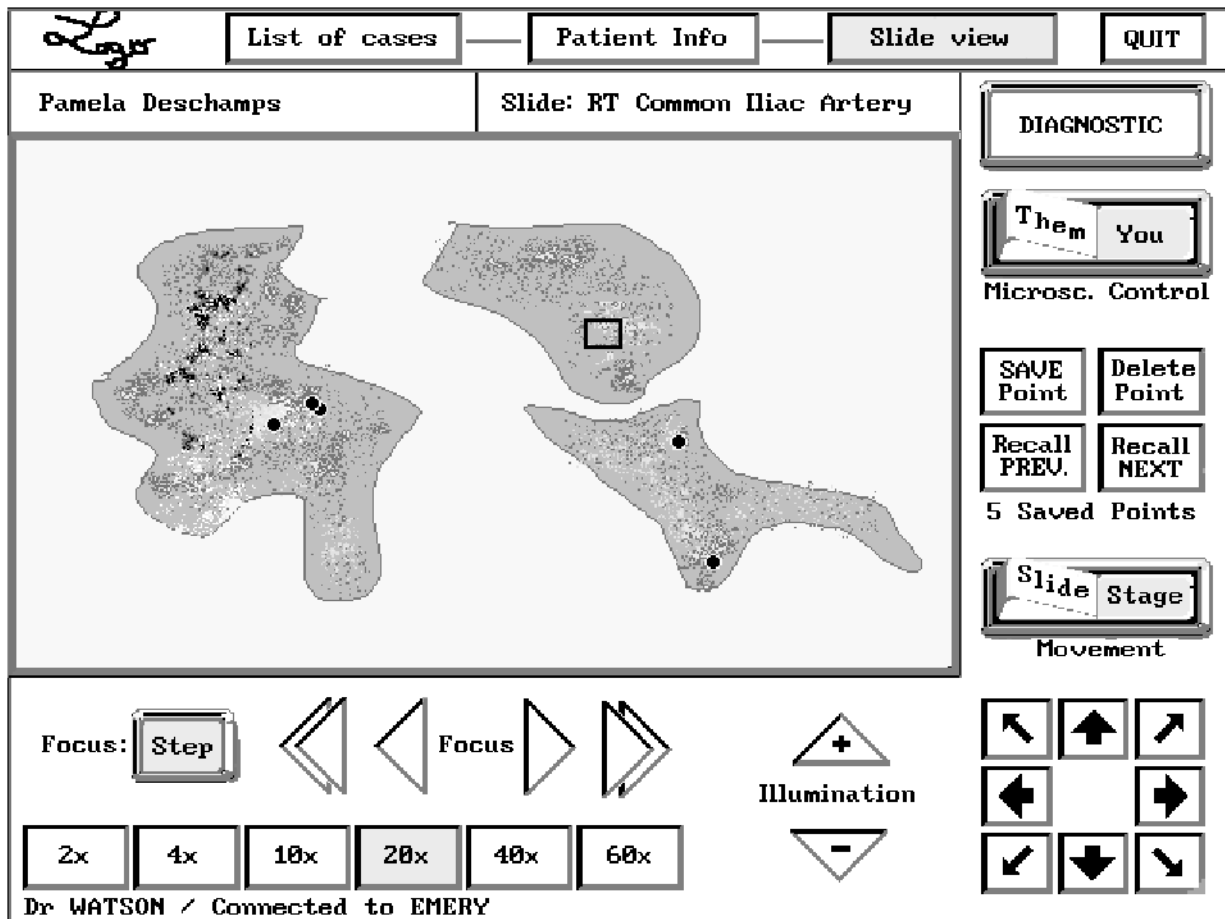 Logo
List of cases
Patient Info
Slide view
QUIT
Pamela Deschamps
Slide: RT Common Iliac Artery
DIAGNOSTIC
Them
You
Microsc. Control
SAVE
Point
Delete
Point
Recall
PREV.
Recall
NEXT
5 Saved Points
Slide
Stage
Movement
Focus:
Step
Focus
+
Illumination
-
2x
4x
10x
20x
40x
60x
Dr WATSON / Connected to EMERY